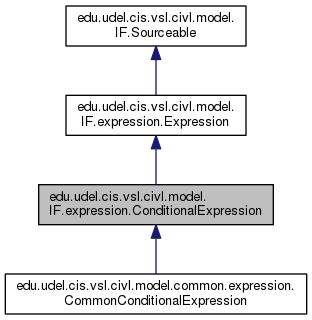 edu.udel.cis.vsl.civl.model.
IF.Sourceable
edu.udel.cis.vsl.civl.model.
IF.expression.Expression
edu.udel.cis.vsl.civl.model.
IF.expression.ConditionalExpression
edu.udel.cis.vsl.civl.model.common.expression.
CommonConditionalExpression